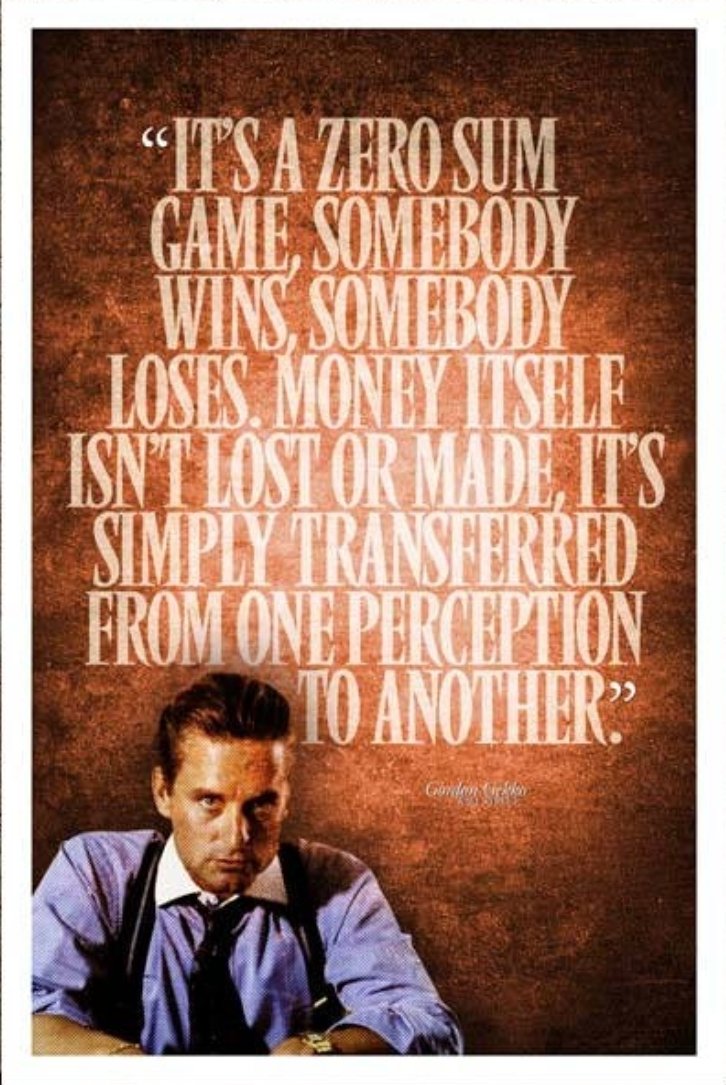 “IT’S A ZERO SUM
GAME, SOMEBODY
WINS, SOMEBODY
LOSES. MONEY ITSELF
ISN’T LOST OR MADE, IT’S
SIMPLY TRANSFERRED
FROM ONE PERCEPTION
TO ANOTHER.”
Gordon Gekko